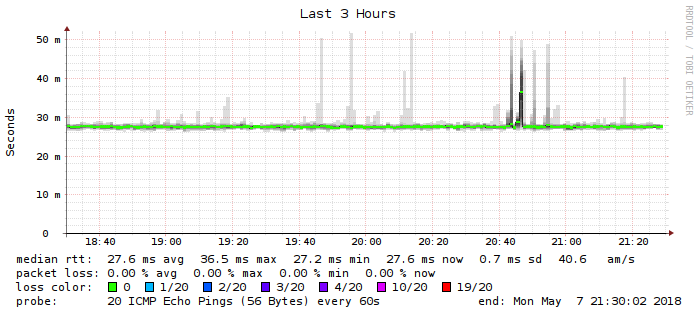 Last 3 Hours
RRDTOOL / TOBI OETIKER
Seconds
50 m
40 m
30 m
20 m
10 m
0
18:40 19:00 19:20 19:40 20:00 20:20 20:40 21:00 21:20
median rtt: 27.6 ms avg 36.5 ms max 27.2 ms min 27.6 ms now 0.7 ms sd 40.6 am/s
packet loss: 0.00 % avg 0.00 % max 0.00 % min 0.00 % now
loss color: 0 1/20 2/20 3/20 4/20 10/20 19/20
probe: 20 ICMP Echo Pings (56 Bytes) every 60s end: Mon May 7 21:30:02 2018